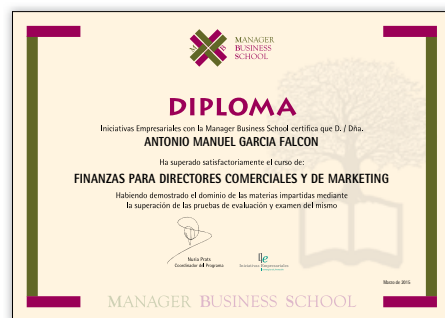 M B
MANAGER
BUSINESS
SCHOOL
DIPLOMA
Iniciativas Empresariales con la Manager Business School certifica que D. / Dña.
ANTONIO MANUEL GARCIA FALCON
Ha superado satisfactoriamente el curso de:
FINANZAS PARA DIRECTORES COMERCIALES Y DE MARKETING
Habiendo demostrado el dominio de las materias impartidas mediante
la superación de las pruebas de evaluación y examen del mismo
Nuria Prats
Coordinador del Programa
Iniciativas Empresariales
Marzo de 2015
MANAGER BUSINESS SCHOOL